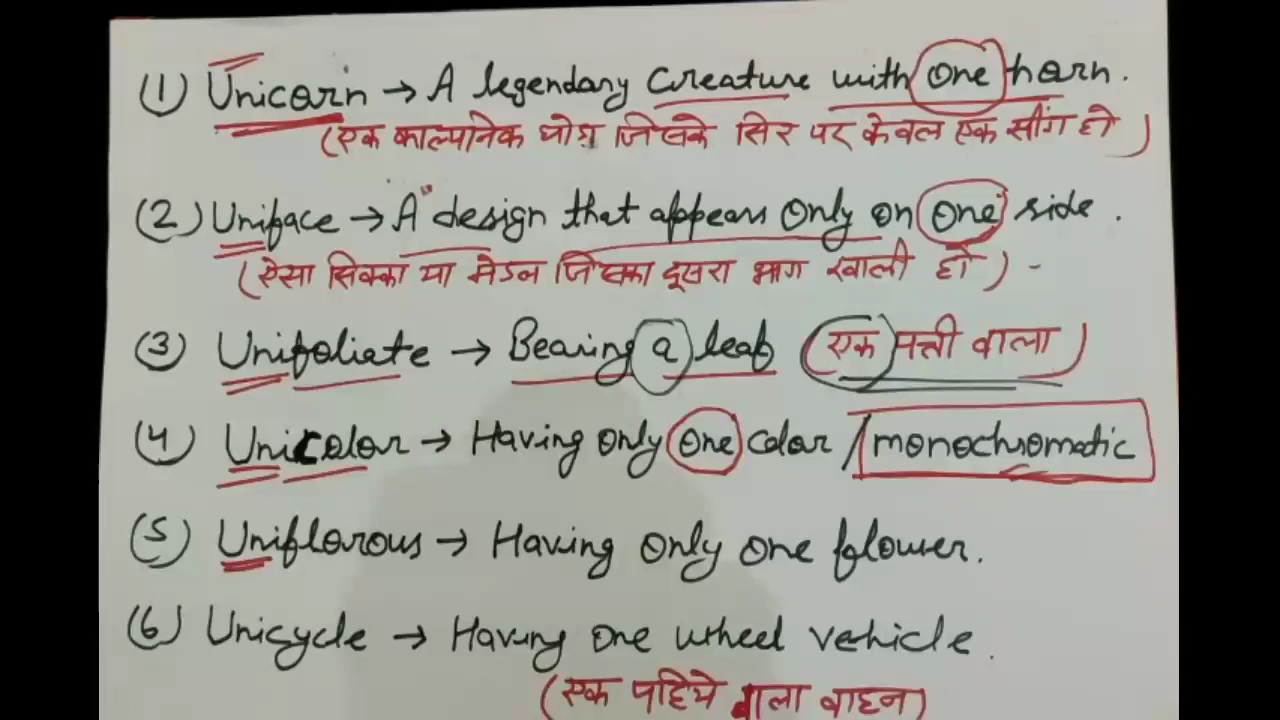 (1) Unicorn → A legendary creature with one horn.
(एक काल्पनिक घोड़ा जिसके सिर पर केवल एक सींग हो)
(2) Uniface → A design that appears only on one side.
(ऐसा सिक्का या मेडल जिसका दूसरा भाग खाली हो) -
(3) Unifoliate → Bearing a leaf (एक पत्ती वाला)
(4) Unicolor → Having only one color / monochromatic
(5) Uniflorous → Having only one flower.
(6) Unicycle → Having one wheel vehicle.
(एक पहिये वाला वाहन)